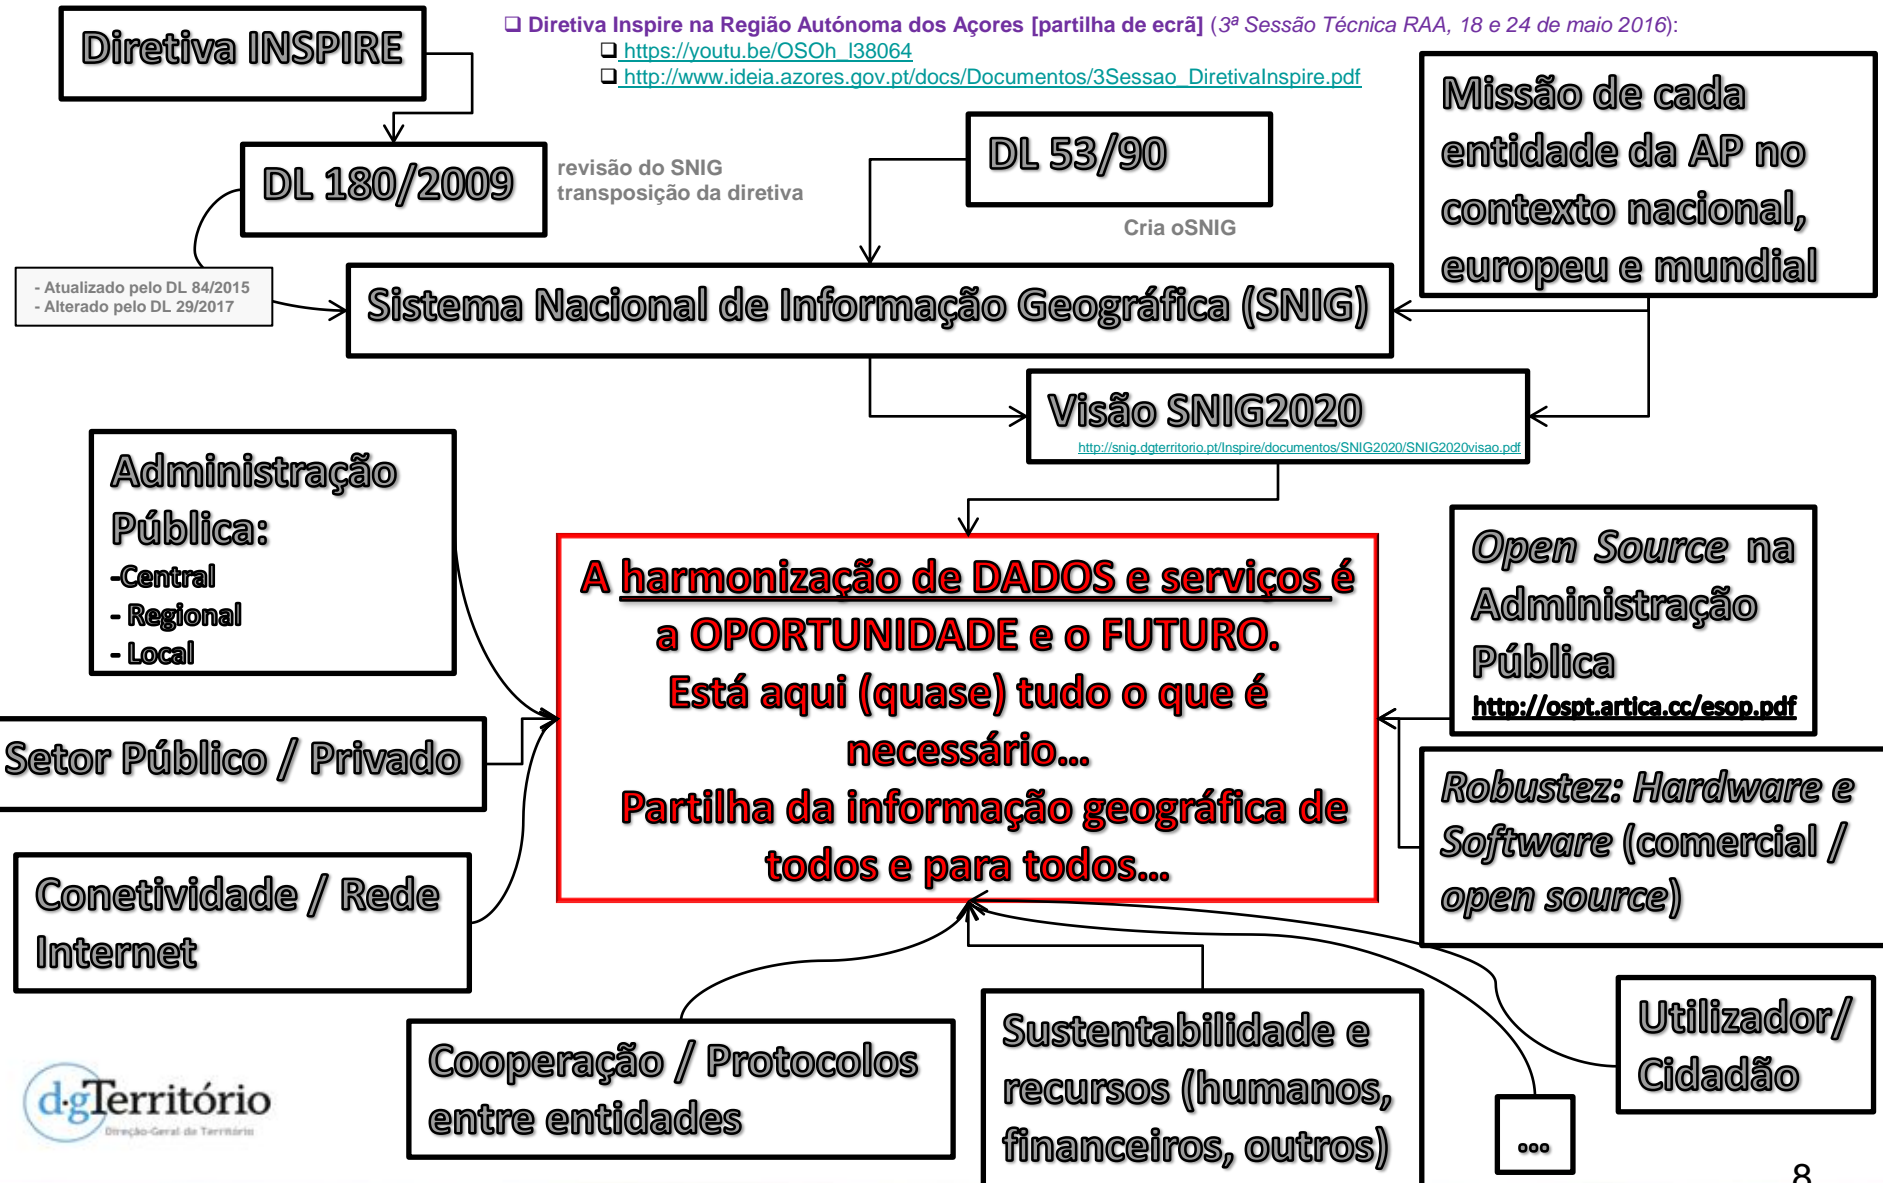 ❑ Diretiva Inspire na Região Autónoma dos Açores [partilha de ecrã] (3ª Sessão Técnica RAA, 18 e 24 de maio 2016):
❑ https://youtu.be/OSOh_l38064
❑ http://www.ideia.azores.gov.pt/docs/Documentos/3Sessao_DiretivaInspire.pdf
Diretiva INSPIRE
DL 180/2009
revisão do SNIG
transposição da diretiva
DL 53/90
Cria oSNIG
Missão de cada
entidade da AP no
contexto nacional,
europeu e mundial
- Atualizado pelo DL 84/2015
- Alterado pelo DL 29/2017
Sistema Nacional de Informação Geográfica (SNIG)
Visão SNIG2020
http://snig.dgterritorio.pt/Inspire/documentos/SNIG2020/SNIG2020visao.pdf
Administração
Pública:
-Central
- Regional
- Local
A harmonização de DADOS e serviços é
a OPORTUNIDADE e o FUTURO.
Está aqui (quase) tudo o que é
necessário...
Partilha da informação geográfica de
todos e para todos...
Open Source na
Administração
Pública
http://ospt.artica.cc/esop.pdf
Setor Público / Privado
Robustez: Hardware e
Software (comercial /
open source)
Conetividade / Rede
Internet
Cooperação / Protocolos
entre entidades
Sustentabilidade e
recursos (humanos,
financeiros, outros)
...
Utilizador/
Cidadão
d·gTerritório
Direção-Geral do Território
8